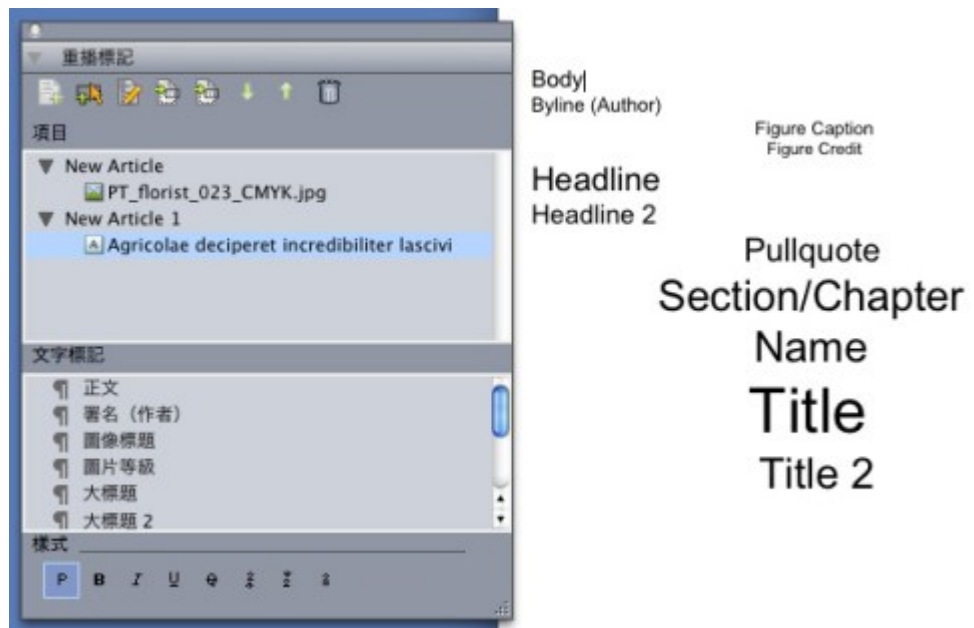 重播標記
項目
New Article
PT_florist_023_CMYK.jpg
New Article 1
A Agricolae deciperet incredibiliter lascivi
文字標記
¶ 正文
¶ 署名（作者）
¶ 圖像標題
¶ 圖片等級
¶ 大標題
¶ 大標題 2
樣式
P B I U Q 2 2 a
Body
Byline (Author)
Figure Caption
Figure Credit
Headline
Headline 2
Pullquote
Section/Chapter
Name
Title
Title 2